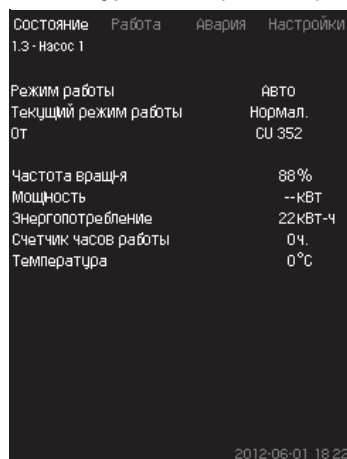 Состояние Работа Авария Настройки
1.3 - Насос 1
Режим работы Авто
Текущий режим работы Нормал.
От CU 352
Частота вращ-я 88%
Мощность --кВт
Энергопотребление 22кВт-ч
Счетчик часов работы 0ч.
Температура 0°C
2012-06-01 18:22